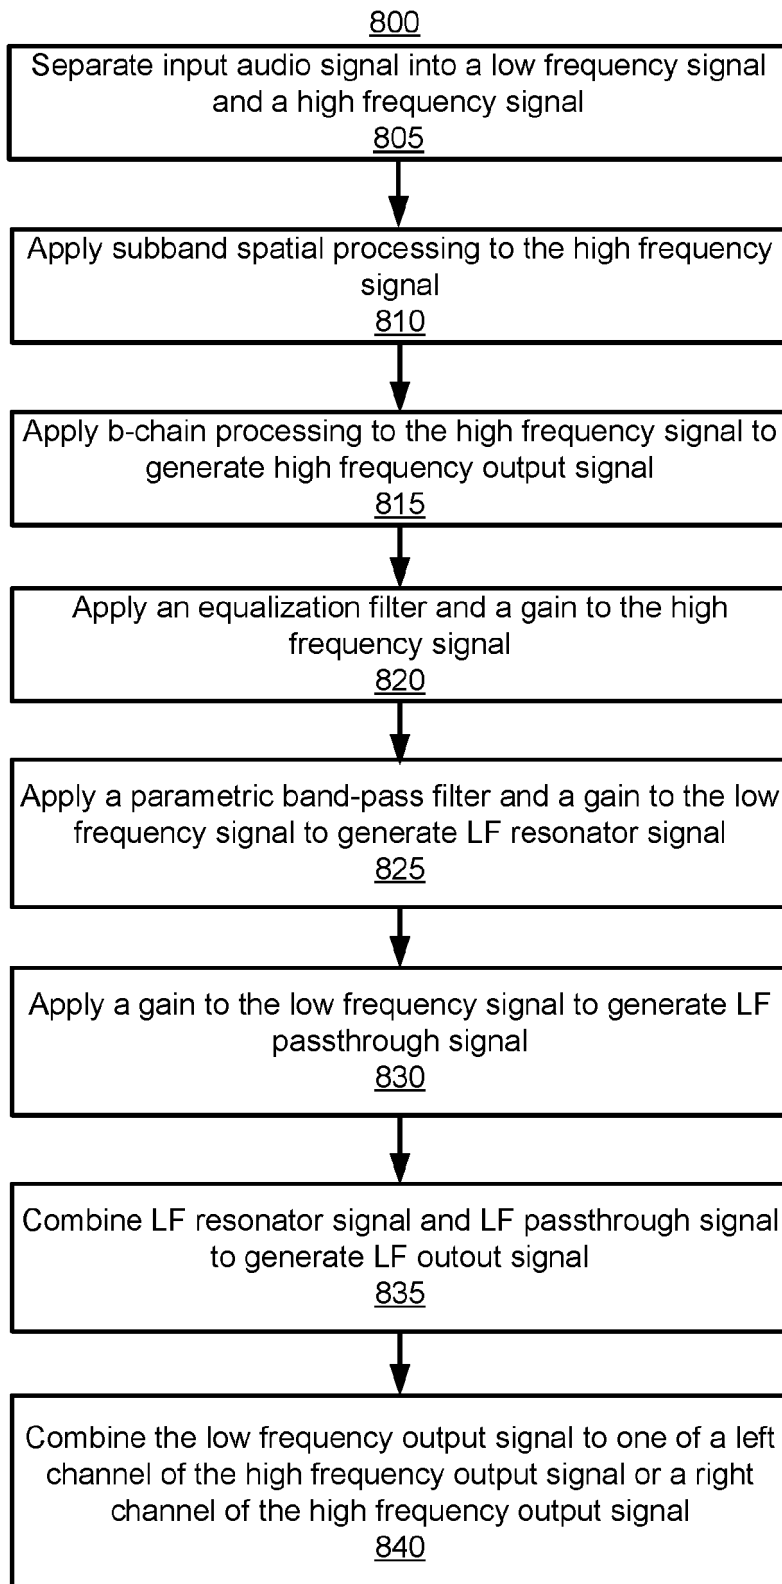 800
Separate input audio signal into a low frequency signal
and a high frequency signal
805
Apply subband spatial processing to the high frequency
signal
810
Apply b-chain processing to the high frequency signal to
generate high frequency output signal
815
Apply an equalization filter and a gain to the high
frequency signal
820
Apply a parametric band-pass filter and a gain to the low
frequency signal to generate LF resonator signal
825
Apply a gain to the low frequency signal to generate LF
passthrough signal
830
Combine LF resonator signal and LF passthrough signal
to generate LF outout signal
835
Combine the low frequency output signal to one of a left
channel of the high frequency output signal or a right
channel of the high frequency output signal
840